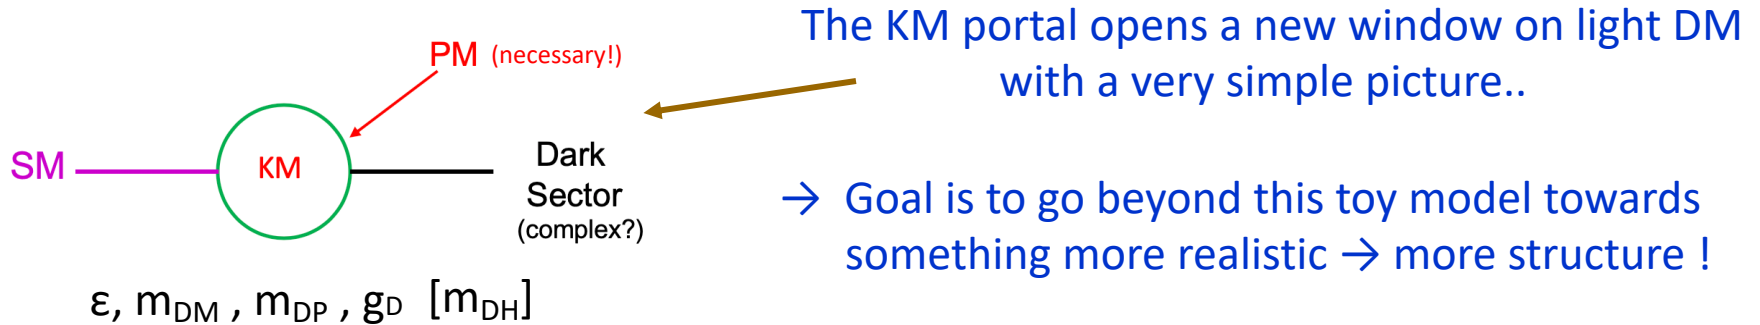 The KM portal opens a new window on light DM
with a very simple picture..
PM (necessary!)
SM
KM
Dark
Sector
(complex?)
→ Goal is to go beyond this toy model towards
something more realistic → more structure !
ε, mDM , mDP , gD [mDH]